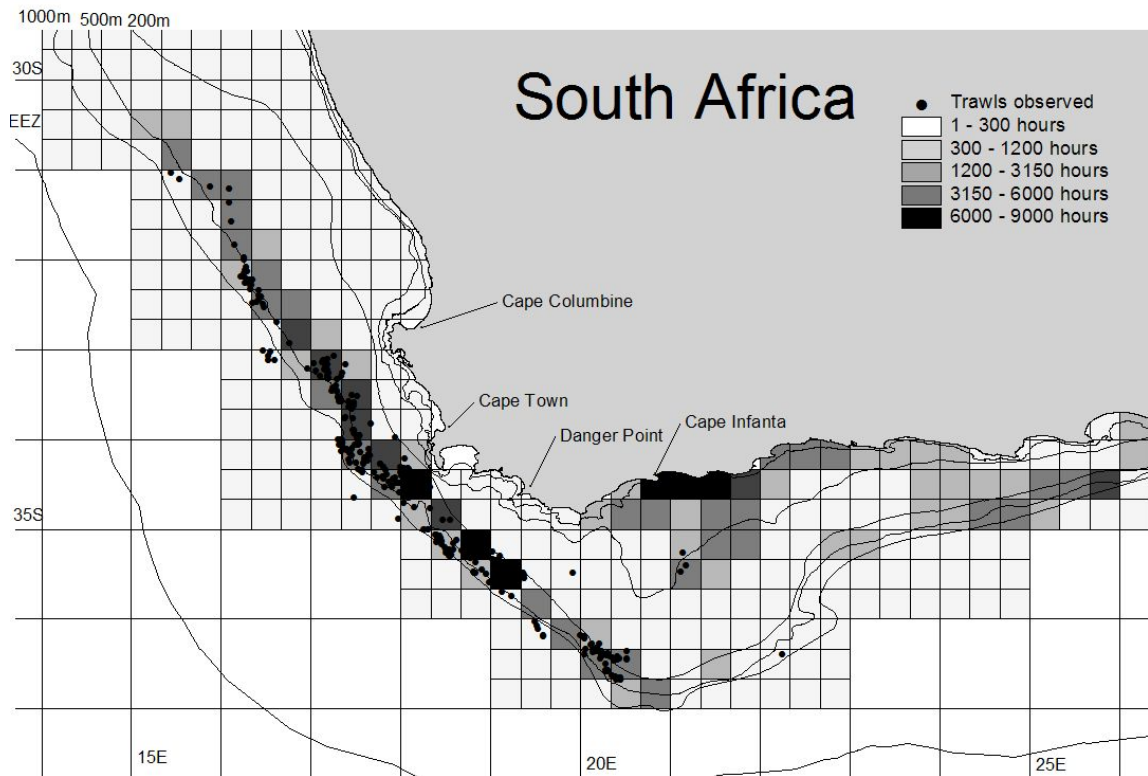 1000m 500m 200m
30S
EEZ
South Africa
Trawls observed
1 - 300 hours
300 - 1200 hours
1200 - 3150 hours
3150 - 6000 hours
6000 - 9000 hours
Cape Columbine
Cape Town
Danger Point
Cape Infanta
35S
15E
20E
25E